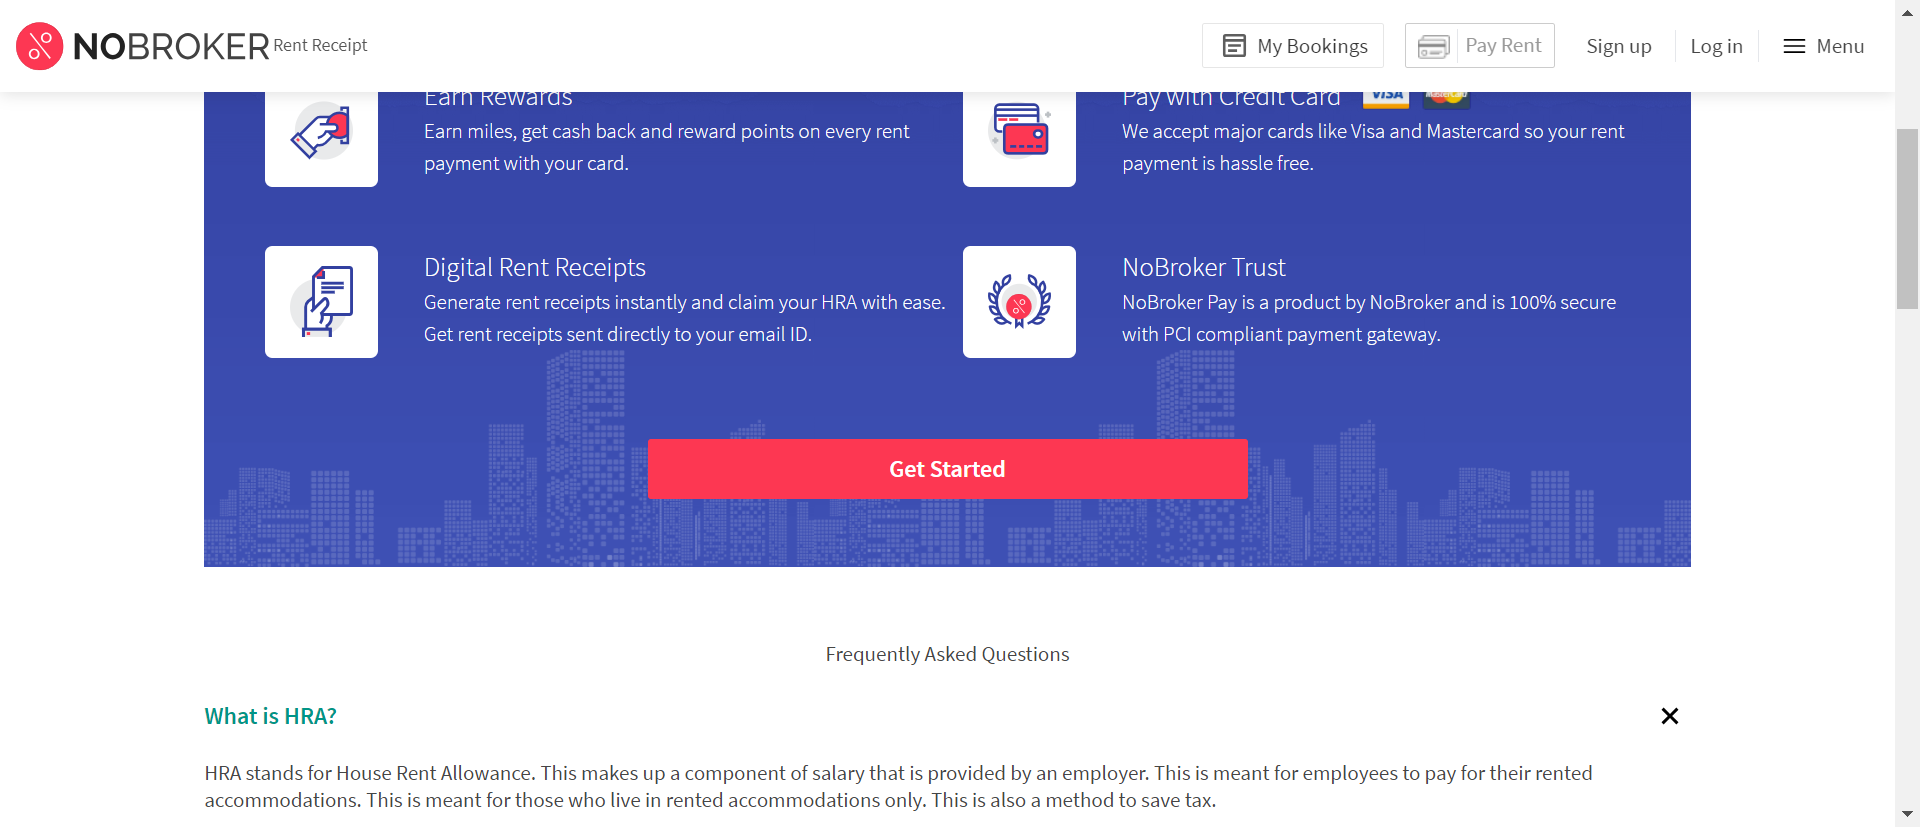 NOBROKER Rent Receipt
My Bookings
Pay Rent
Sign up
Log in
Menu
Earn Rewards
Earn miles, get cash back and reward points on every rent
payment with your card.
Pay with Credit Card VISA MasterCard
We accept major cards like Visa and Mastercard so your rent
payment is hassle free.
Digital Rent Receipts
Generate rent receipts instantly and claim your HRA with ease.
Get rent receipts sent directly to your email ID.
NoBroker Trust
NoBroker Pay is a product by NoBroker and is 100% secure
with PCI compliant payment gateway.
Get Started
Frequently Asked Questions
What is HRA?
HRA stands for House Rent Allowance. This makes up a component of salary that is provided by an employer. This is meant for employees to pay for their rented
accommodations. This is meant for those who live in rented accommodations only. This is also a method to save tax.